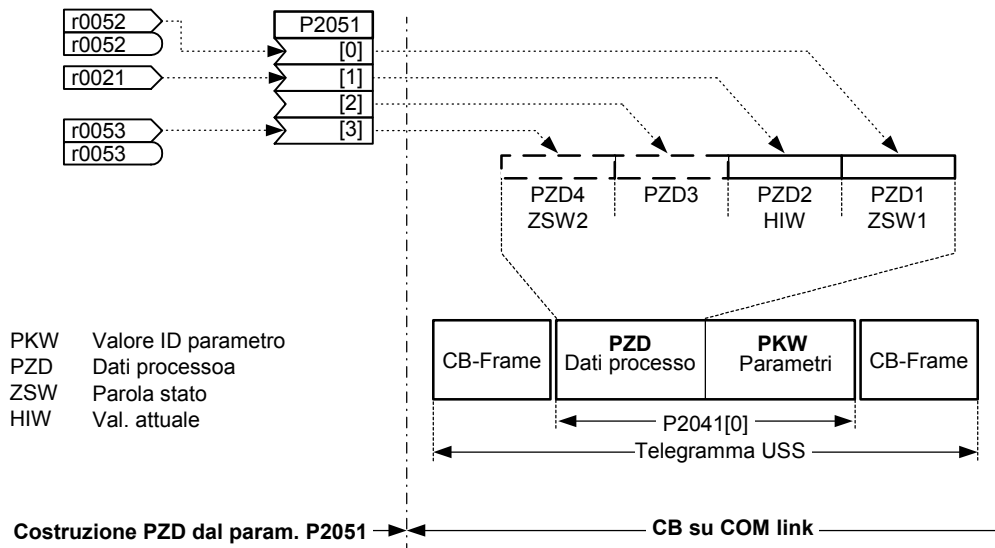 r0052
r0052
r0021
r0053
r0053
P2051
[0]
[1]
[2]
[3]
PZD4
ZSW2
PZD3
PZD2
HIW
PZD1
ZSW1
PKW Valore ID parametro
PZD Dati processoa
ZSW Parola stato
HIW Val. attuale
CB-Frame
PZD
Dati processo
PKW
Parametri
CB-Frame
P2041[0]
Telegramma USS
Costruzione PZD dal param. P2051
CB su COM link